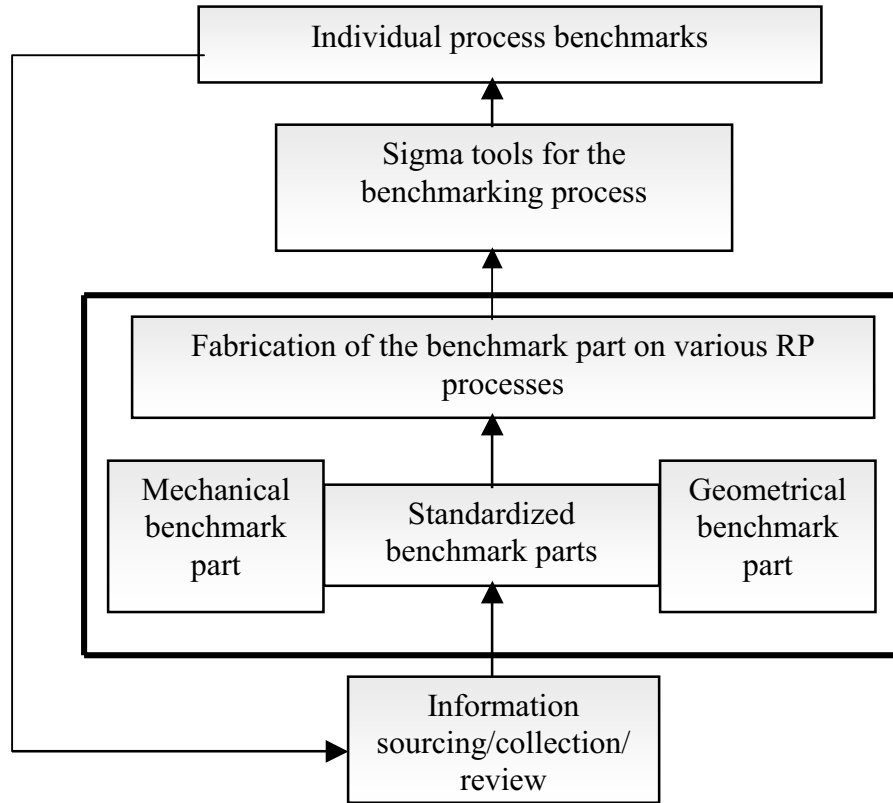 Individual process benchmarks
Sigma tools for the
benchmarking process
Fabrication of the benchmark part on various RP
processes
Mechanical
benchmark
part
Standardized
benchmark parts
Geometrical
benchmark
part
Information
sourcing/collection/
review